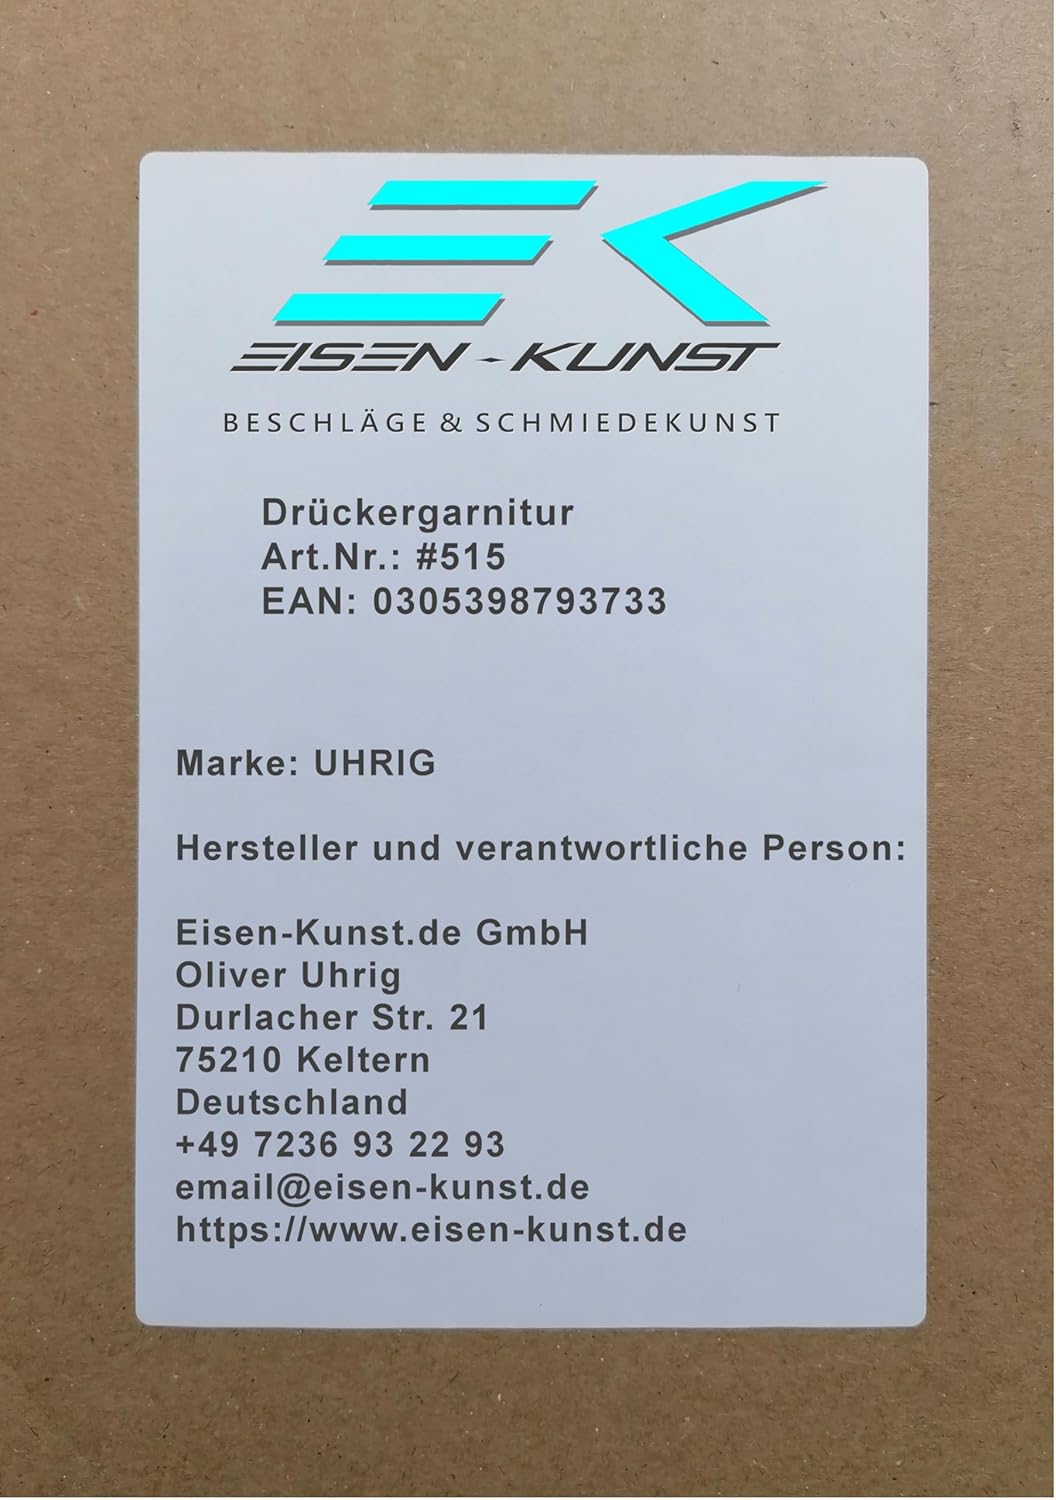 EK
EISEN-KUNST
BESCHLÄGE & SCHMIEDEKUNST
Drückergarnitur
Art.Nr.: #515
EAN: 0305398793733
Marke: UHRIG
Hersteller und verantwortliche Person:
Eisen-Kunst.de GmbH
Oliver Uhrig
Durlacher Str. 21
75210 Keltern
Deutschland
+49 7236 93 22 93
email@eisen-kunst.de
https://www.eisen-kunst.de